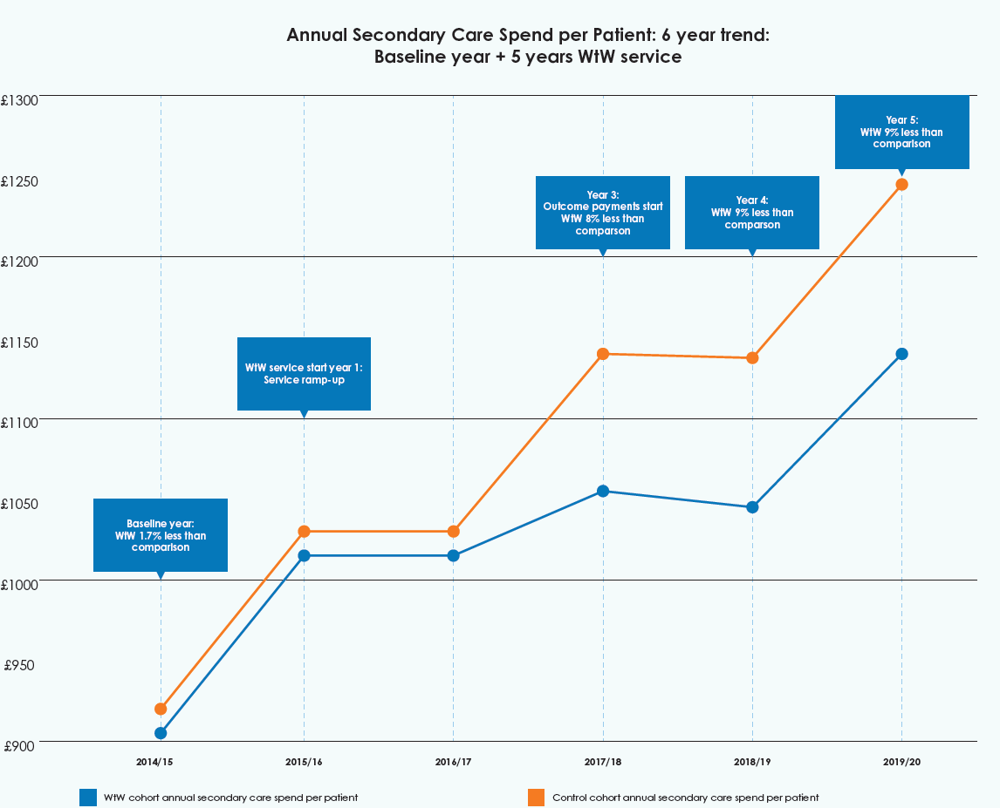 Annual Secondary Care Spend per Patient: 6 year trend:
Baseline year + 5 years WtW service
£1300
£1250
£1200
£1150
£1100
£1050
£1000
£950
£900
Baseline year:
WtW 1.7% less than
comparison
WtW service start year 1:
Service ramp-up
Year 3:
Outcome payments start
WtW 8% less than
comparson
Year 4:
WtW 9% less than
comparson
Year 5:
WtW 9% less than
comparison
2014/15
2015/16
2016/17
2017/18
2018/19
2019/20
WtW cohort annual secondary care spend per patient
Control cohort annual secondary care spend per patient